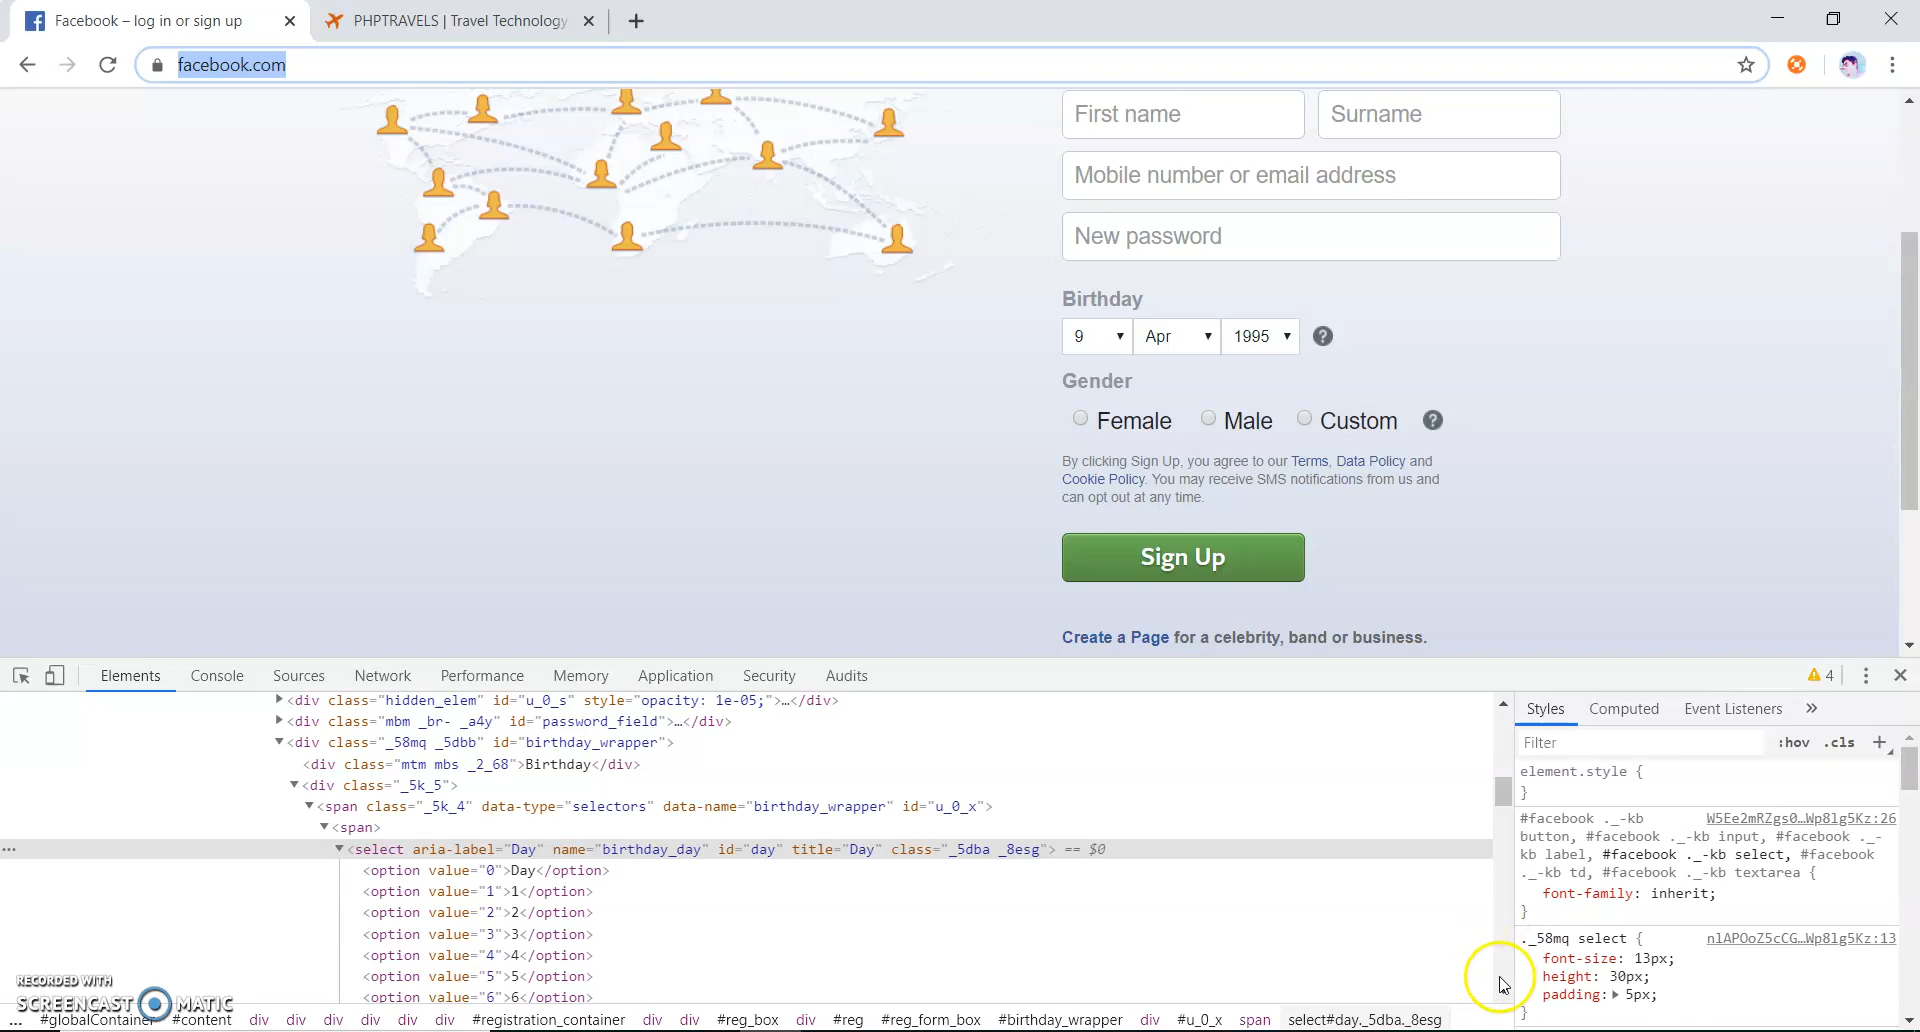 Facebook – log in or sign up
PHPTRAVELS | Travel Technology
facebook.com
First name
Surname
Mobile number or email address
New password
Birthday
9 Apr 1995 ?
Gender
Female Male Custom ?
By clicking Sign Up, you agree to our Terms, Data Policy and
Cookie Policy. You may receive SMS notifications from us and
can opt out at any time.
Sign Up
Create a Page for a celebrity, band or business.
Elements Console Sources Network Performance Memory Application Security Audits 4
<div class="hidden_elem" id="u_0_s" style="opacity: 1e-05;">…</div>
<div class="mbm _br- _a4y" id="password_field">…</div>
<div class="_58mq _5dbb" id="birthday_wrapper">
<div class="mtm mbs _2_68">Birthday</div>
<div class="_5k_5">
<span class="_5k_4" data-type="selectors" data-name="birthday_wrapper" id="u_0_x">
<span>
… <select aria-label="Day" name="birthday_day" id="day" title="Day" class="_5dba _8esg"> == $0
<option value="0">Day</option>
<option value="1">1</option>
<option value="2">2</option>
<option value="3">3</option>
<option value="4">4</option>
<option value="5">5</option>
<option value="6">6</option>
Styles Computed Event Listeners »
Filter :hov .cls +
element.style {
}
#facebook ._-kb W5Ee2mRZgs0…Wp8lg5Kz:26
button, #facebook ._-kb input, #facebook ._-
kb label, #facebook ._-kb select, #facebook
._-kb td, #facebook ._-kb textarea {
font-family: inherit;
}
._58mq select { nlAPOoZ5cCG…Wp8lg5Kz:13
font-size: 13px;
height: 30px;
padding: 5px;
}
RECORDED WITH
SCREENCAST MATIC
… #globalContainer #content div div div div div #registration_container div div #reg_box div #reg #reg_form_box #birthday_wrapper div #u_0_x span select#day._5dba._8esg